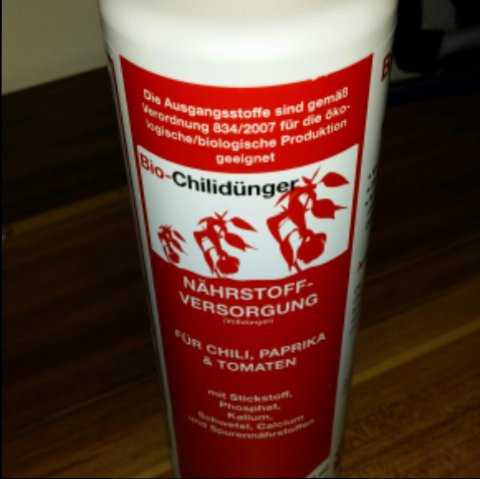 Die Ausgangsstoffe sind gemäß
Verordnung 834/2007 für die öko-
logische/biologische Produktion
geeignet
Bio-Chilidünger
NÄHRSTOFF-
VERSORGUNG
(Volldünger)
FÜR CHILI, PAPRIKA
& TOMATEN
mit Stickstoff,
Phosphat,
Kalium,
Schwefel, Calcium
und Spurennährstoffen